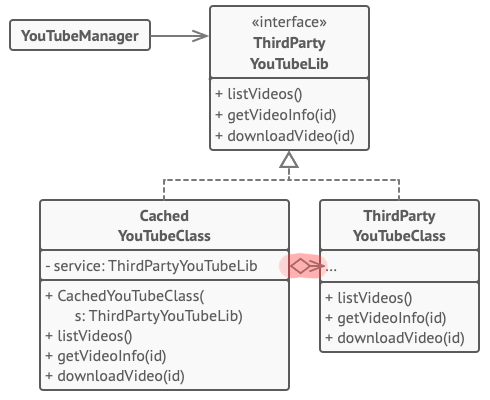 YouTubeManager
«interface»
ThirdParty
YouTubeLib
+ listVideos()
+ getVideoInfo(id)
+ downloadVideo(id)
Cached
YouTubeClass
- service: ThirdPartyYouTubeLib
+ CachedYouTubeClass(
s: ThirdPartyYouTubeLib)
+ listVideos()
+ getVideoInfo(id)
+ downloadVideo(id)
ThirdParty
YouTubeClass
...
+ listVideos()
+ getVideoInfo(id)
+ downloadVideo(id)